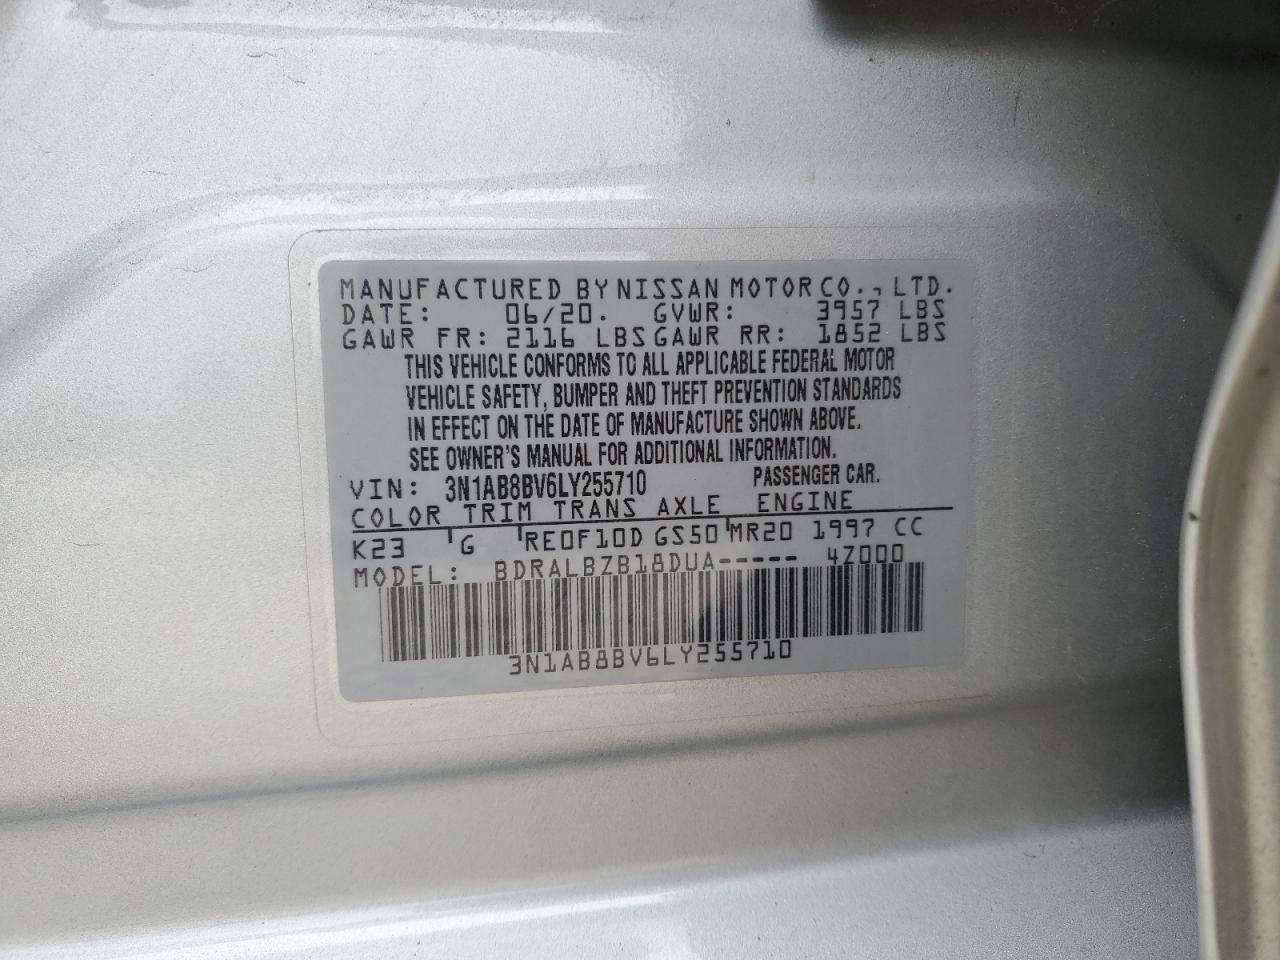 MANUFACTURED BY NISSAN MOTOR CO., LTD.
DATE: 06/20. GVWR: 3957 LBS
GAWR FR: 2116 LBS GAWR RR: 1852 LBS
THIS VEHICLE CONFORMS TO ALL APPLICABLE FEDERAL MOTOR
VEHICLE SAFETY, BUMPER AND THEFT PREVENTION STANDARDS
IN EFFECT ON THE DATE OF MANUFACTURE SHOWN ABOVE.
SEE OWNER'S MANUAL FOR ADDITIONAL INFORMATION.
VIN: 3N1AB8BV6LY255710 PASSENGER CAR.
COLOR TRIM TRANS AXLE ENGINE
K23 G RE0F10D GS50 MR20 1997 CC
MODEL: BDRALBZB18DUA----- 4Z000
3N1AB8BV6LY255710